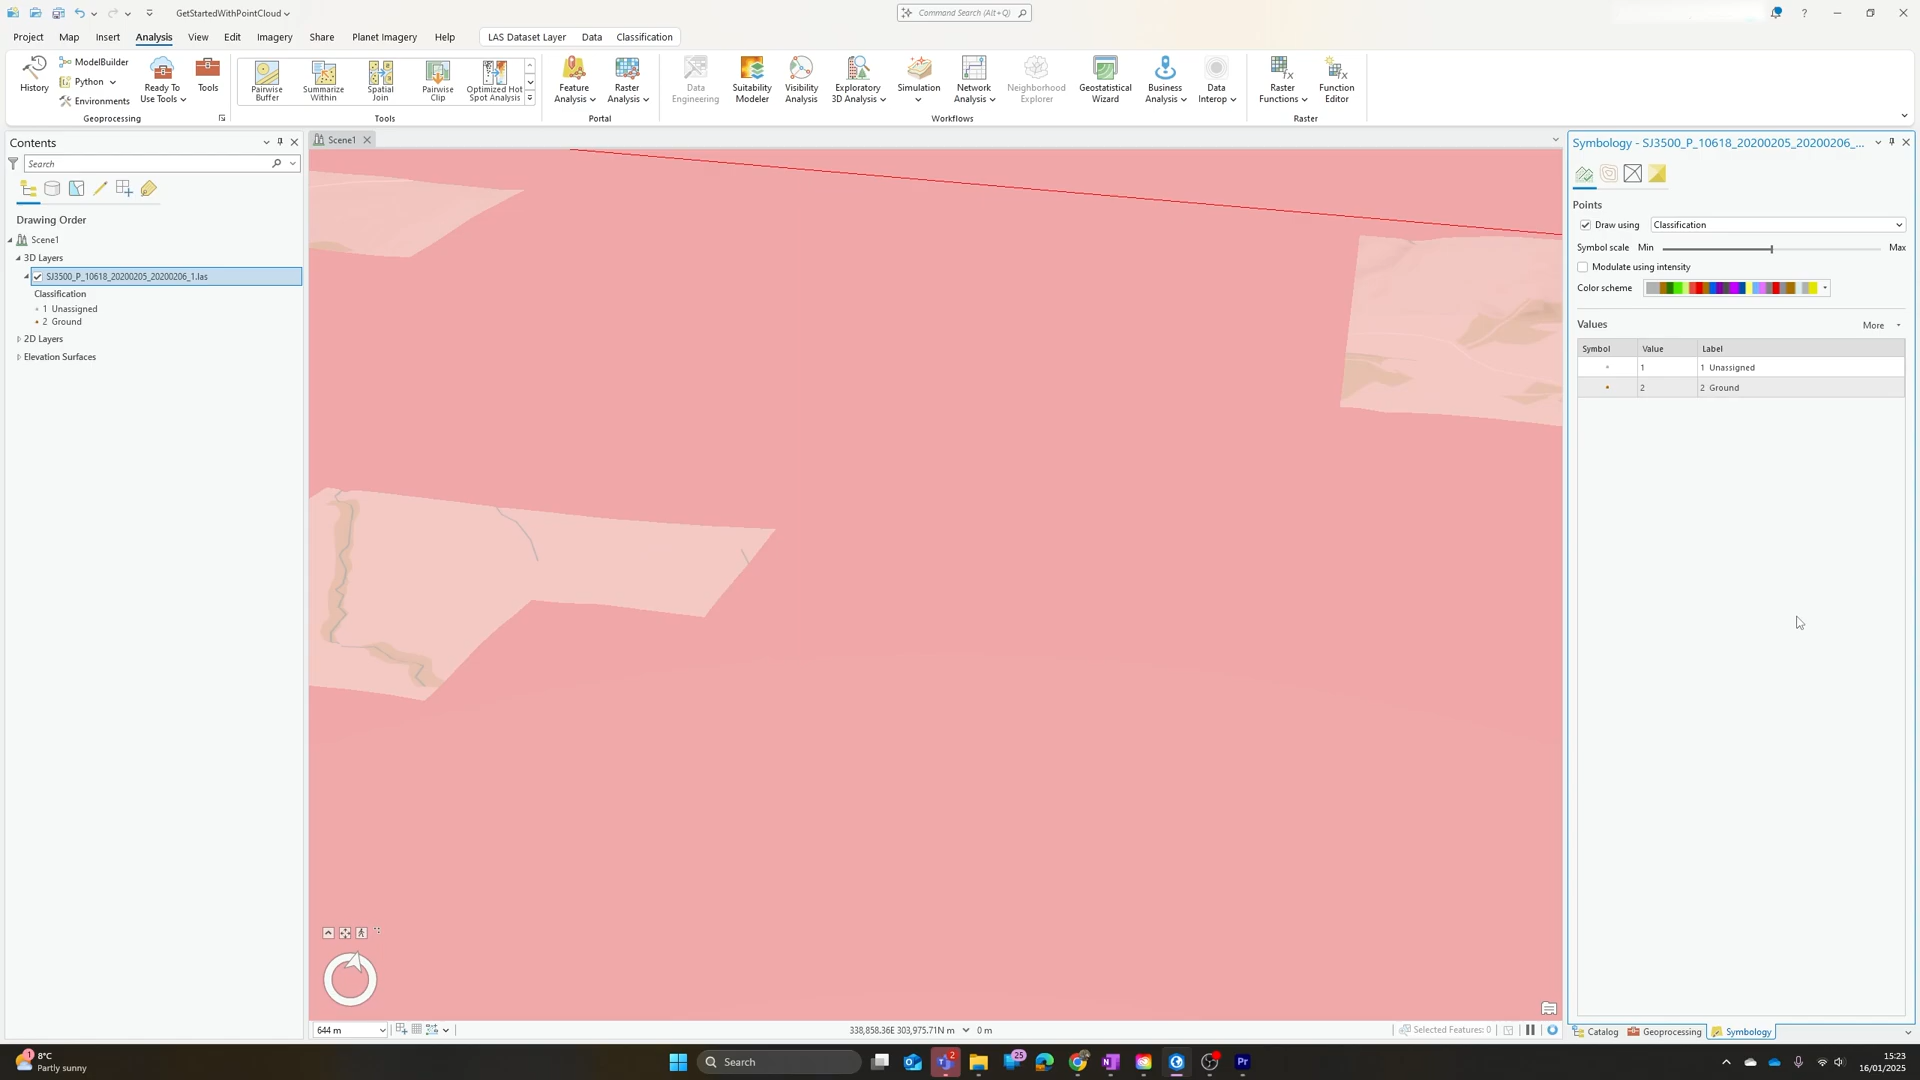 GetStartedWithPointCloud
Command Search (Alt+Q)
Project Map Insert Analysis View Edit Imagery Share Planet Imagery Help LAS Dataset Layer Data Classification
History
ModelBuilder
Python
Environments
Ready To Use Tools
Tools
Geoprocessing
Pairwise Buffer
Summarize Within
Spatial Join
Pairwise Clip
Optimized Hot Spot Analysis
Tools
Feature Analysis
Raster Analysis
Portal
Data Engineering
Suitability Modeler
Visibility Analysis
Exploratory 3D Analysis
Simulation
Network Analysis
Neighborhood Explorer
Geostatistical Wizard
Business Analysis
Data Interop
Workflows
Raster Functions
Function Editor
Raster
Contents
Search
Drawing Order
Scene1
3D Layers
SJ3500_P_10618_20200205_20200206_1.las
Classification
1 Unassigned
2 Ground
2D Layers
Elevation Surfaces
Scene1
644 m
338,858.36E 303,975.71N m
0 m
Selected Features: 0
Symbology - SJ3500_P_10618_20200205_20200206_...
Points
Draw using Classification
Symbol scale Min Max
Modulate using intensity
Color scheme
Values More
Symbol Value Label
1 1 Unassigned
2 2 Ground
Catalog Geoprocessing Symbology
8°C
Partly sunny
1
Search
2
25
Pr
15:23
16/01/2025